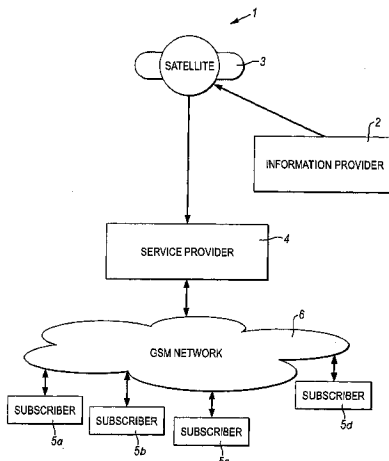 1
SATELLITE
3
2
INFORMATION PROVIDER
4
SERVICE PROVIDER
6
GSM NETWORK
SUBSCRIBER
5a
SUBSCRIBER
5b
SUBSCRIBER
5c
SUBSCRIBER
5d